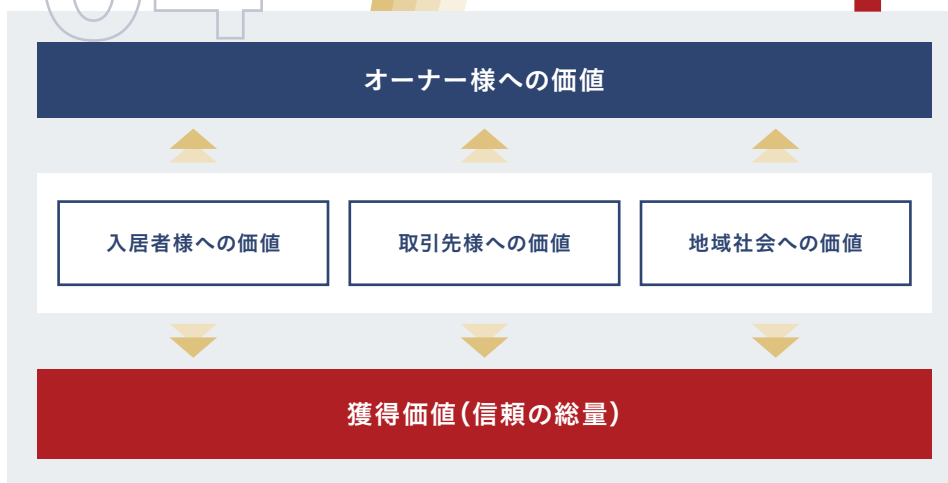 04
オーナー様への価値
入居者様への価値
取引先様への価値
地域社会への価値
獲得価値(信頼の総量)